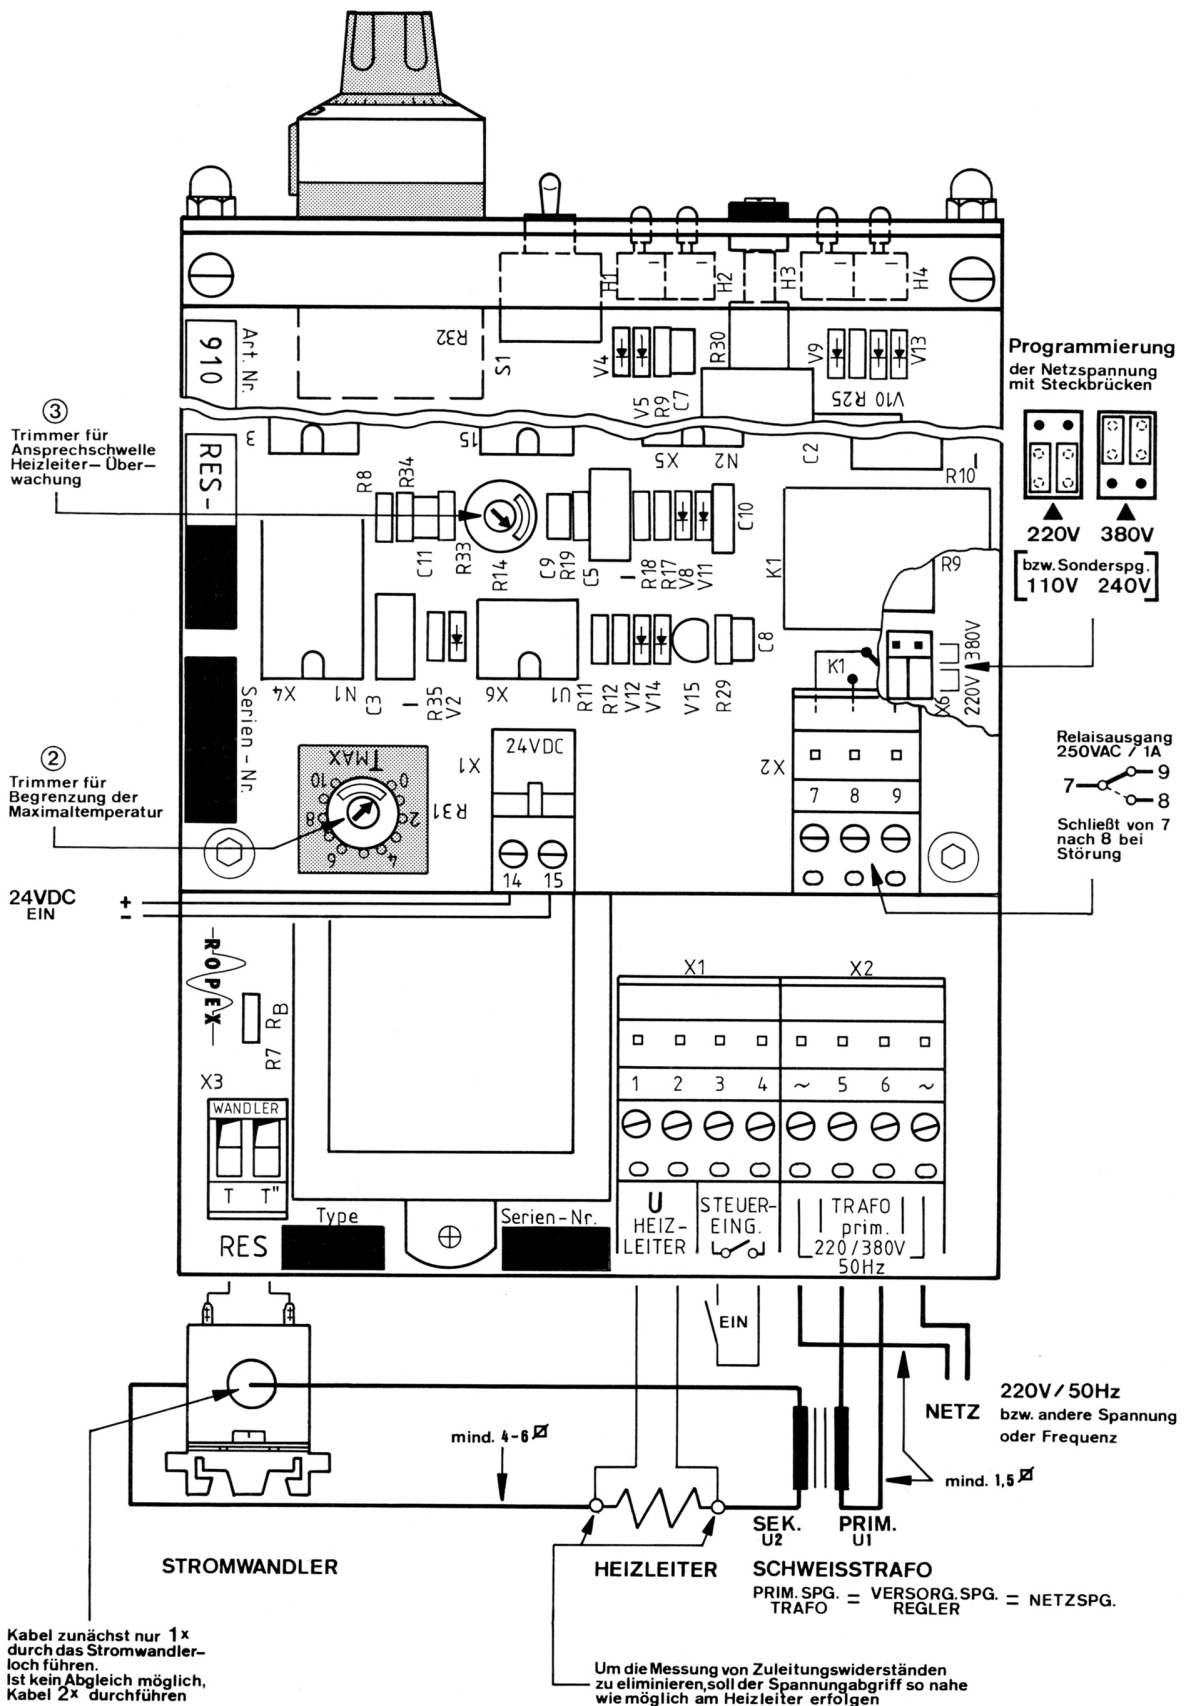 H1
H2
H3
H4
R32
S1
V4
V5
R9
C7
R30
V9
V13
V10 R25
910
Art. Nr.
Programmierung
der Netzspannung
mit Steckbrücken
220V
380V
bzw. Sonderspg.
110V 240V
③
Trimmer für
Ansprechschwelle
Heizleiter– Über–
wachung
3
15
X5
N2
C2
R10
RES-
R8
R34
C11
R33
R14
C9
R19
C5
R18
R17
V8
V11
C10
K1
R9
X4
N1
C3
R35
V2
X6
U1
R11
R12
V12
V14
V15
R29
C8
K1
X6
220V 380V
Serien - Nr.
②
Trimmer für
Begrenzung der
Maximaltemperatur
TMAX
0
2
4
6
8
10
R31
X1
24VDC
14 15
X2
7 8 9
Relaisausgang
250VAC / 1A
7
9
8
Schließt von 7
nach 8 bei
Störung
24VDC
EIN
+
–
ROPEX
RB
R7
X3
WANDLER
T T"
RES
Type
Serien-Nr.
X1
X2
1 2 3 4 ~ 5 6 ~
U
HEIZ-
LEITER
STEUER-
EING.
TRAFO
prim.
220/380V
50Hz
EIN
NETZ
220V/50Hz
bzw. andere Spannung
oder Frequenz
mind. 4-6
mind. 1,5
SEK.
U2
PRIM.
U1
STROMWANDLER
HEIZLEITER
SCHWEISSTRAFO
PRIM. SPG.
TRAFO
=
VERSORG. SPG.
REGLER
= NETZSPG.
Kabel zunächst nur 1x
durch das Stromwandler–
loch führen.
Ist kein Abgleich möglich,
Kabel 2x durchführen
Um die Messung von Zuleitungswiderständen
zu eliminieren,soll der Spannungabgriff so nahe
wie möglich am Heizleiter erfolgen